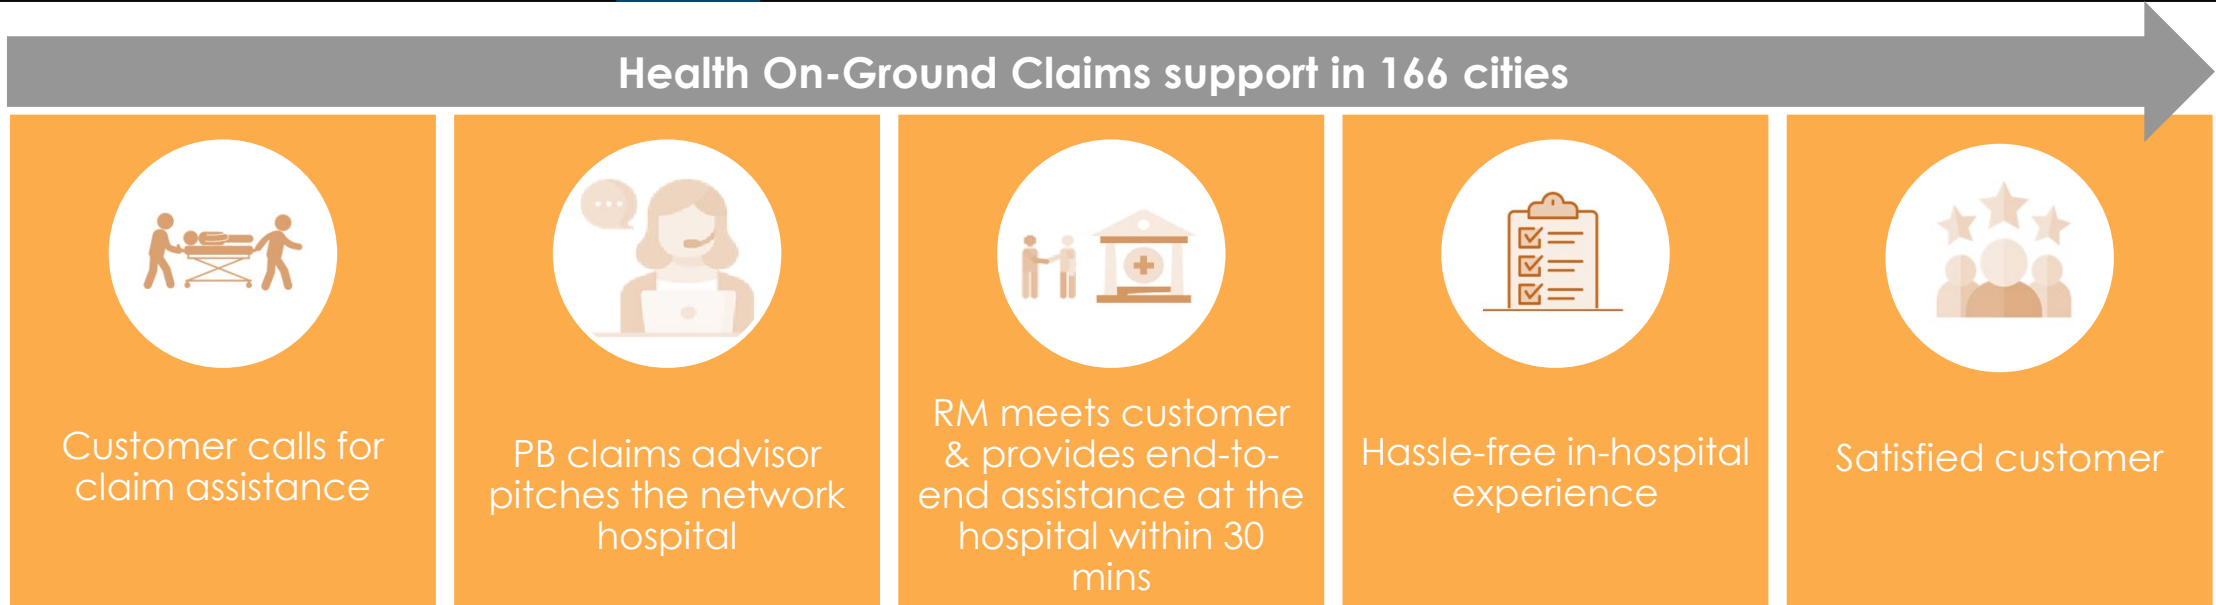 Health On-Ground Claims support in 166 cities
Customer calls for
claim assistance
PB claims advisor
pitches the network
hospital
RM meets customer
& provides end-to-
end assistance at the
hospital within 30
mins
Hassle-free in-hospital
experience
Satisfied customer